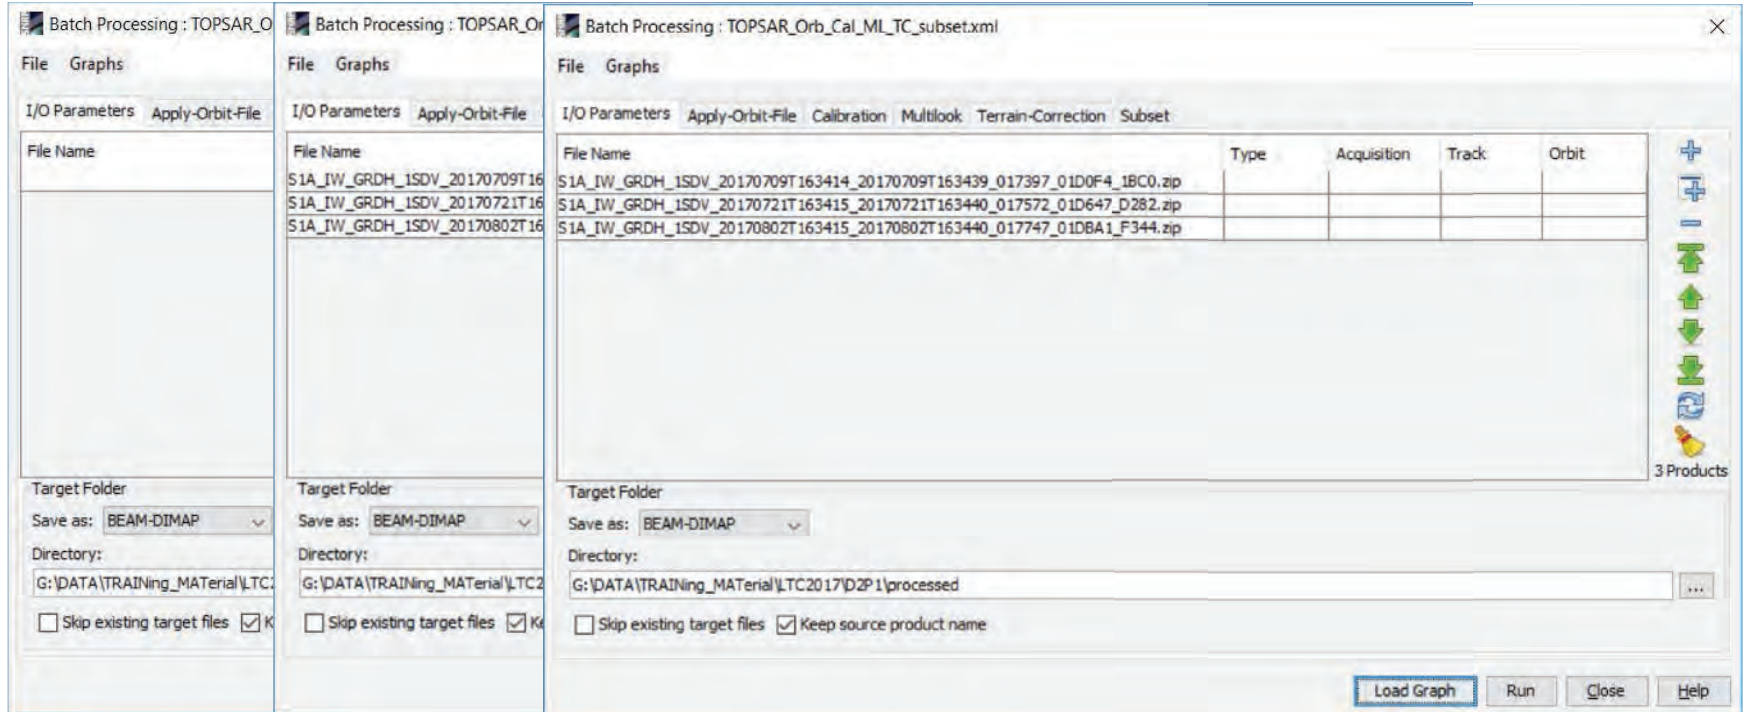 Batch Processing : TOPSAR_O
File Graphs
I/O Parameters Apply-Orbit-File
File Name
Target Folder
Save as: BEAM-DIMAP
Directory:
G:\DATA\TRAINing_MATerial\LTC2
Skip existing target files K
Batch Processing : TOPSAR_Or
File Graphs
I/O Parameters Apply-Orbit-File
File Name
S1A_IW_GRDH_1SDV_20170709T16
S1A_IW_GRDH_1SDV_20170721T16
S1A_IW_GRDH_1SDV_20170802T16
Target Folder
Save as: BEAM-DIMAP
Directory:
G:\DATA\TRAINing_MATerial\LTC2
Skip existing target files Ke
Batch Processing : TOPSAR_Orb_Cal_ML_TC_subset.xml
File Graphs
I/O Parameters Apply-Orbit-File Calibration Multilook Terrain-Correction Subset
File Name Type Acquisition Track Orbit
S1A_IW_GRDH_1SDV_20170709T163414_20170709T163439_017397_01D0F4_1BC0.zip
S1A_IW_GRDH_1SDV_20170721T163415_20170721T163440_017572_01D647_D282.zip
S1A_IW_GRDH_1SDV_20170802T163415_20170802T163440_017747_01DBA1_F344.zip
3 Products
Target Folder
Save as: BEAM-DIMAP
Directory:
G:\DATA\TRAINing_MATerial\LTC2017\D2P1\processed
...
Skip existing target files Keep source product name
Load Graph Run Close Help